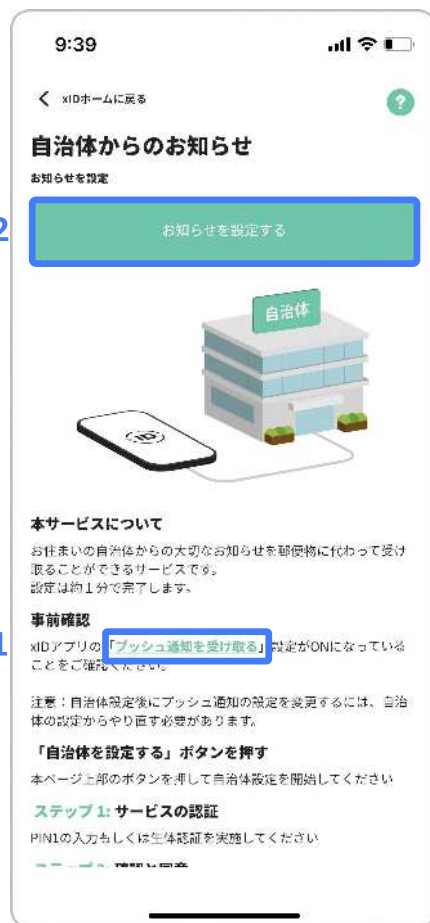 9:39
xIDホームに戻る
?
自治体からのお知らせ
お知らせを設定
2
お知らせを設定する
自治体
iD
本サービスについて
お住まいの自治体からの大切なお知らせを郵便物に代わって受け
取ることができるサービスです。
設定は約1分で完了します。
事前確認
1
xIDアプリの「プッシュ通知を受け取る」設定がONになっている
ことをご確認ください。
注意:自治体設定後にプッシュ通知の設定を変更するには、自治
体の設定からやり直す必要があります。
「自治体を設定する」ボタンを押す
本ページ上部のボタンを押して自治体設定を開始してください
ステップ 1: サービスの認証
PIN1の入力もしくは生体認証を実施してください